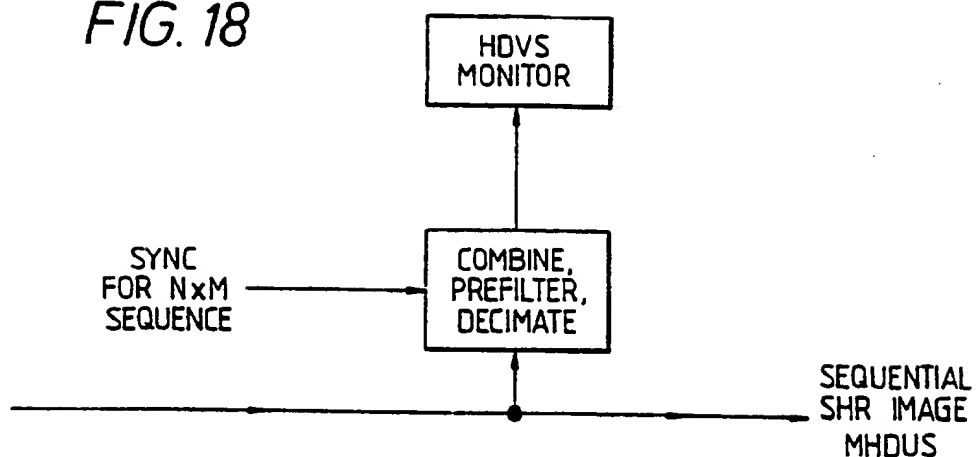 FIG. 18
HDVS
MONITOR
SYNC
FOR NxM
SEQUENCE
COMBINE,
PREFILTER,
DECIMATE
SEQUENTIAL
SHR IMAGE
MHDUS